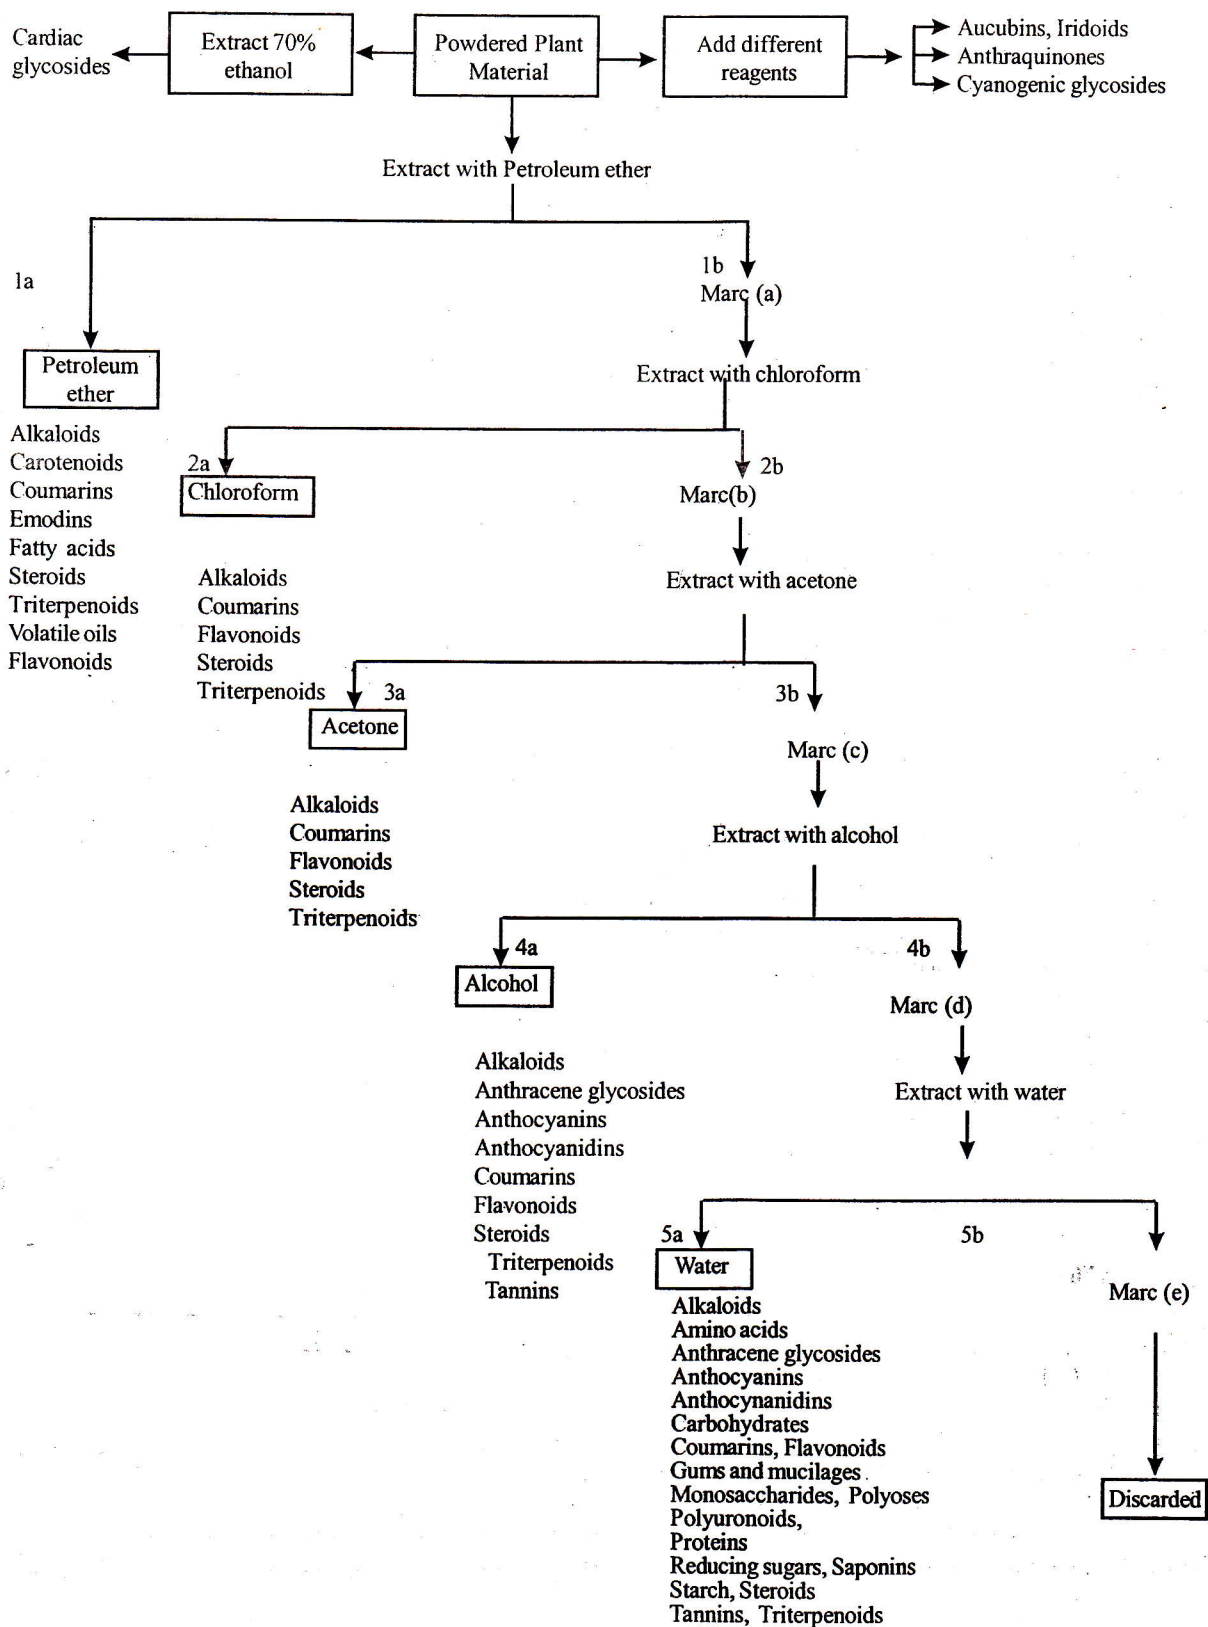 Cardiac
glycosides
Extract 70%
ethanol
Powdered Plant
Material
Add different
reagents
Aucubins, Iridoids
Anthraquinones
Cyanogenic glycosides
Extract with Petroleum ether
1a
1b
Marc (a)
Petroleum
ether
Extract with chloroform
Alkaloids
Carotenoids
Coumarins
Emodins
Fatty acids
Steroids
Triterpenoids
Volatile oils
Flavonoids
2a
Chloroform
2b
Marc(b)
Extract with acetone
Alkaloids
Coumarins
Flavonoids
Steroids
Triterpenoids
3a
Acetone
3b
Marc (c)
Extract with alcohol
Alkaloids
Coumarins
Flavonoids
Steroids
Triterpenoids
4a
Alcohol
4b
Marc (d)
Extract with water
Alkaloids
Anthracene glycosides
Anthocyanins
Anthocyanidins
Coumarins
Flavonoids
Steroids
Triterpenoids
Tannins
5a
Water
5b
Marc (e)
Discarded
Alkaloids
Amino acids
Anthracene glycosides
Anthocyanins
Anthocynanidins
Carbohydrates
Coumarins, Flavonoids
Gums and mucilages
Monosaccharides, Polyoses
Polyuronoids,
Proteins
Reducing sugars, Saponins
Starch, Steroids
Tannins, Triterpenoids